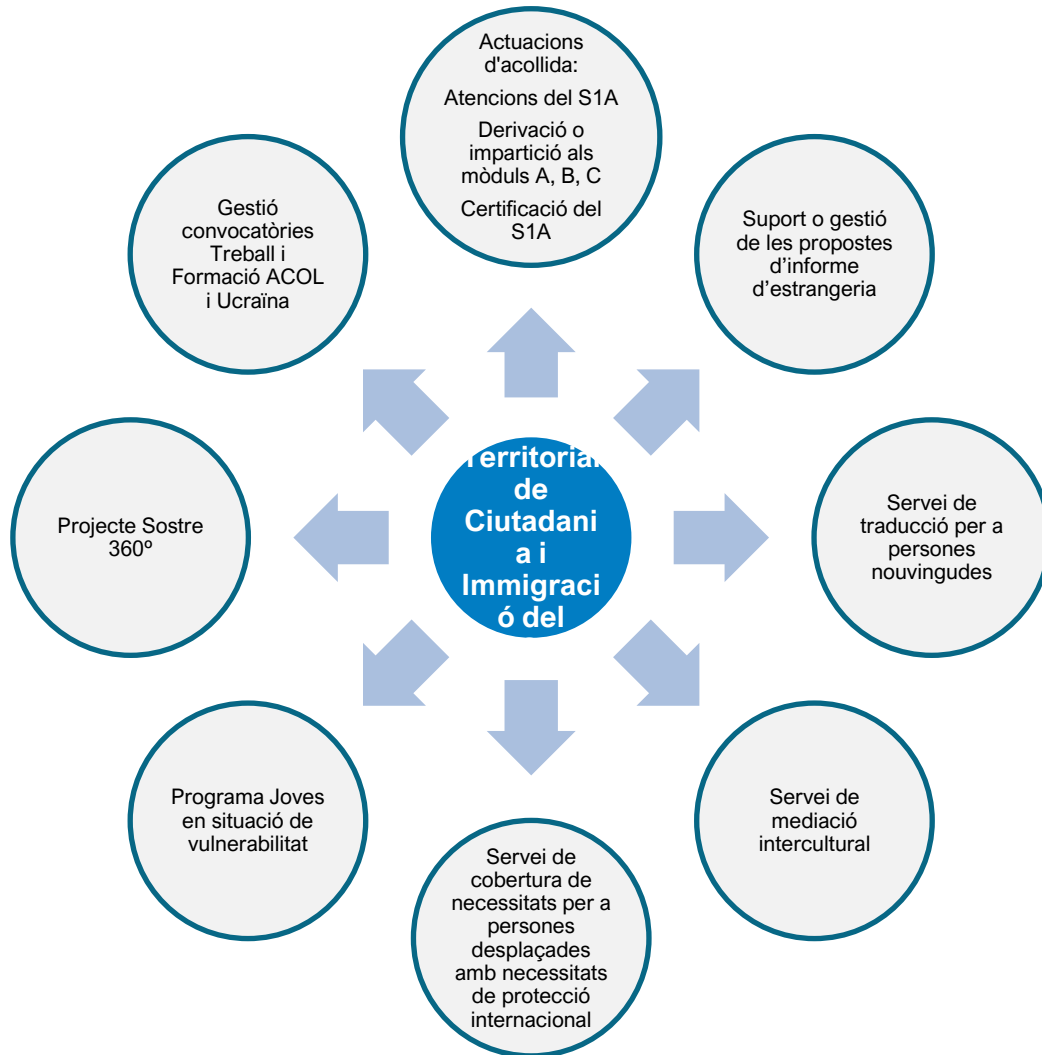 Actuacions
d'acollida:
Atencions del S1A
Derivació o
impartició als
mòduls A, B, C
Certificació del
S1A
Suport o gestió
de les propostes
d’informe
d’estrangeria
Servei de
traducció per a
persones
nouvingudes
Servei de
mediació
intercultural
Servei de
cobertura de
necessitats per a
persones
desplaçades
amb necessitats
de protecció
internacional
Programa Joves
en situació de
vulnerabilitat
Projecte Sostre
360º
Gestió
convocatòries
Treball i
Formació ACOL
i Ucraïna
Territorial
de
Ciutadani
a i
Immigraci
ó del